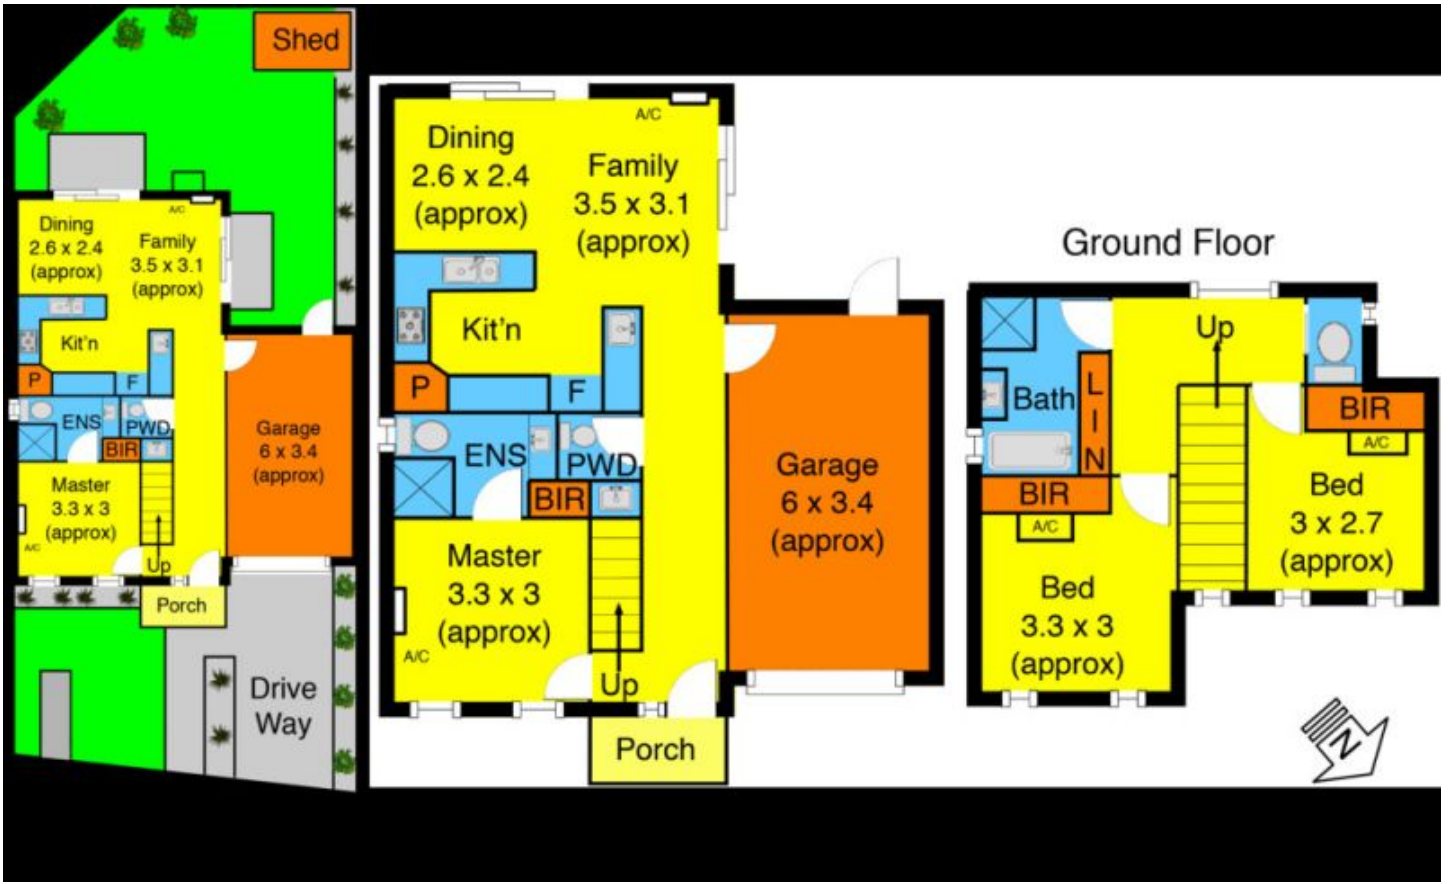 Shed
A/C
Dining
2.6 x 2.4
(approx)
Family
3.5 x 3.1
(approx)
Kit'n
P
F
ENS
PWD
BIR
Master
3.3 x 3
(approx)
A/C
Up
Garage
6 x 3.4
(approx)
Porch
Drive
Way
A/C
Dining
2.6 x 2.4
(approx)
Family
3.5 x 3.1
(approx)
Kit'n
P
F
ENS
PWD
BIR
Master
3.3 x 3
(approx)
A/C
Up
Garage
6 x 3.4
(approx)
Porch
Ground Floor
Up
Bath
L
I
N
BIR
A/C
BIR
A/C
Bed
3 x 2.7
(approx)
Bed
3.3 x 3
(approx)
N